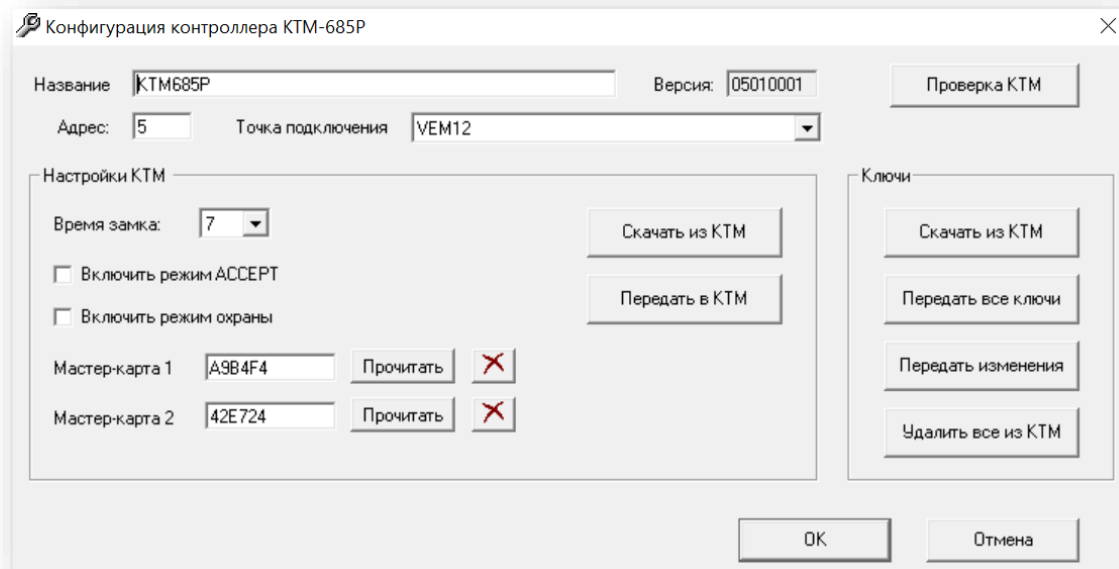 Конфигурация контроллера КТМ-685Р
Название КТМ685Р Версия: 05010001 Проверка КТМ
Адрес: 5 Точка подключения VEM12
Настройки КТМ Ключи
Время замка: 7 Скачать из КТМ Скачать из КТМ
Включить режим ACCEPT
Передать в КТМ Передать все ключи
Включить режим охраны
Мастер-карта 1 A9B4F4 Прочитать Передать изменения
Мастер-карта 2 42E724 Прочитать
Удалить все из КТМ
OK Отмена